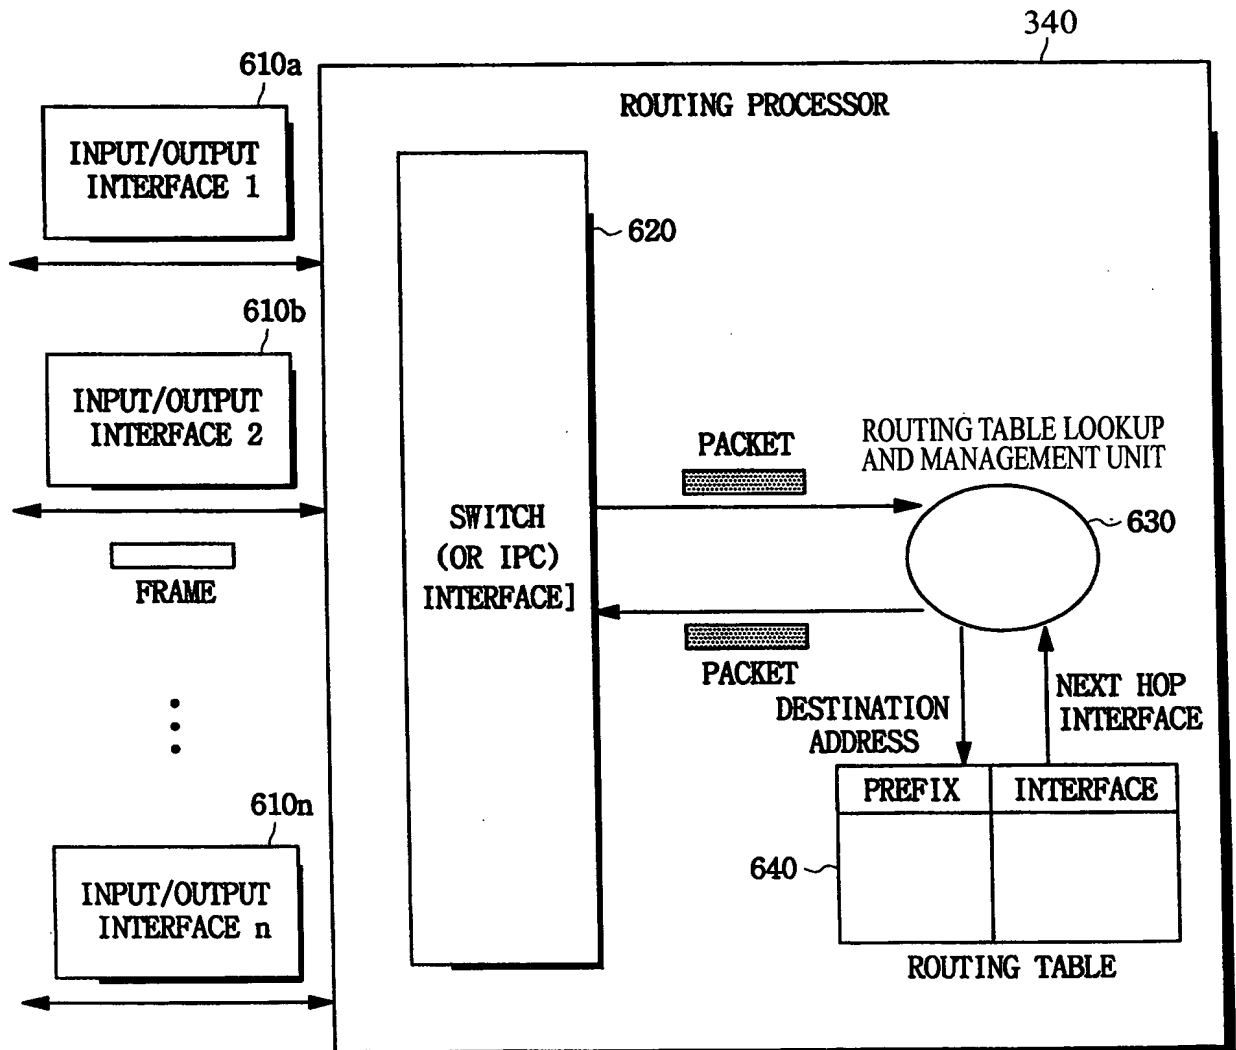 340
610a
ROUTING PROCESSOR
INPUT/OUTPUT
INTERFACE 1
620
610b
INPUT/OUTPUT
INTERFACE 2
PACKET
ROUTING TABLE LOOKUP
AND MANAGEMENT UNIT
SWITCH
(OR IPC)
INTERFACE]
630
FRAME
PACKET
DESTINATION
ADDRESS
NEXT HOP
INTERFACE
610n
PREFIX
INTERFACE
640
INPUT/OUTPUT
INTERFACE n
ROUTING TABLE